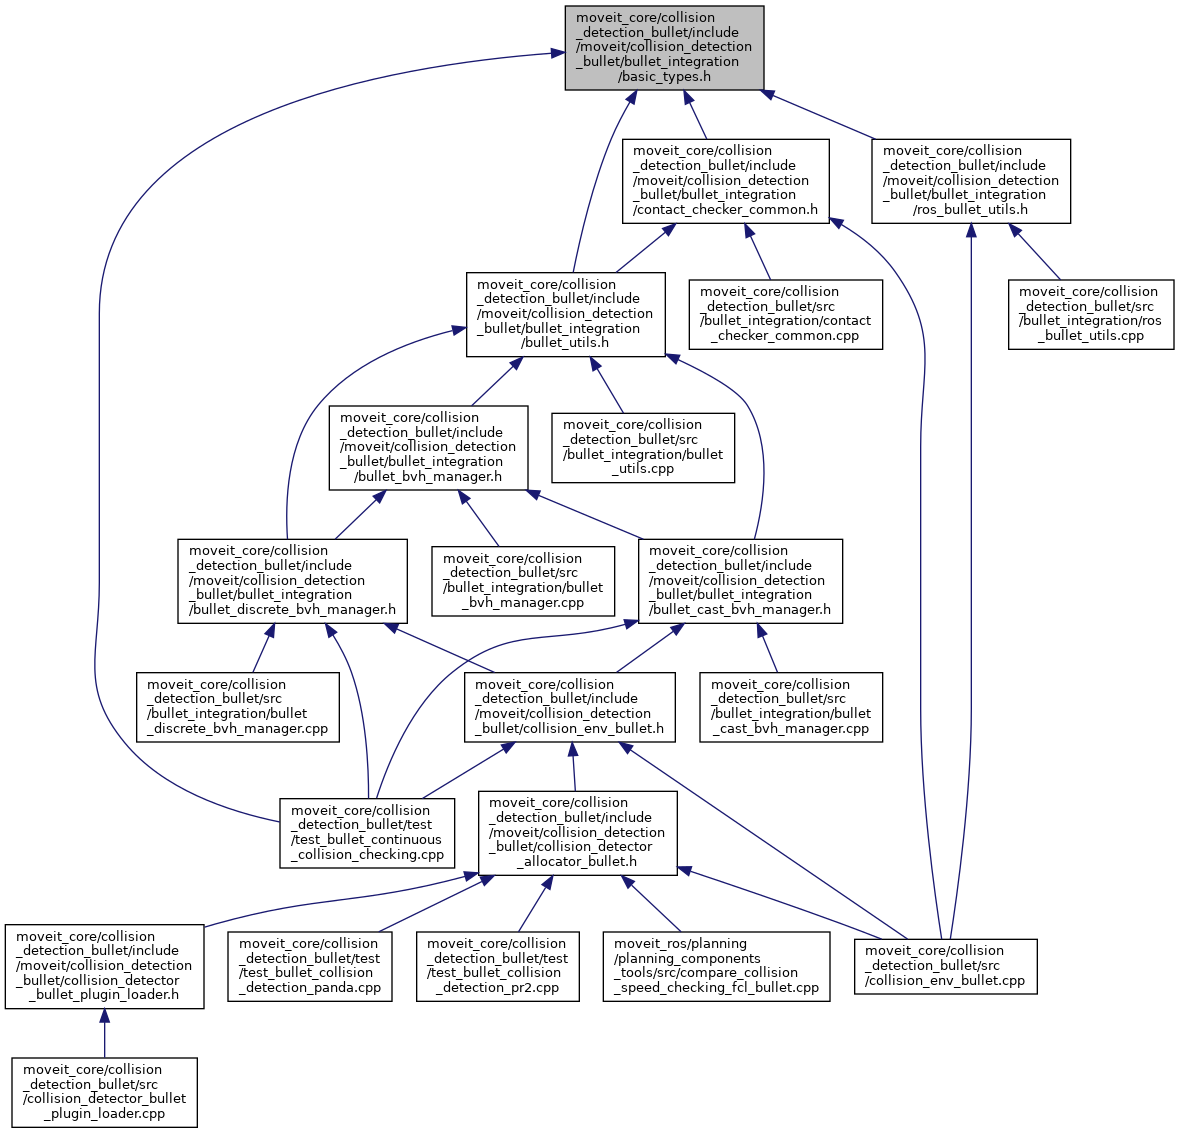 moveit_core/collision
_detection_bullet/include
/moveit/collision_detection
_bullet/bullet_integration
/basic_types.h
moveit_core/collision
_detection_bullet/include
/moveit/collision_detection
_bullet/bullet_integration
/contact_checker_common.h
moveit_core/collision
_detection_bullet/include
/moveit/collision_detection
_bullet/bullet_integration
/ros_bullet_utils.h
moveit_core/collision
_detection_bullet/include
/moveit/collision_detection
_bullet/bullet_integration
/bullet_utils.h
moveit_core/collision
_detection_bullet/src
/bullet_integration/contact
_checker_common.cpp
moveit_core/collision
_detection_bullet/src
/bullet_integration/ros
_bullet_utils.cpp
moveit_core/collision
_detection_bullet/include
/moveit/collision_detection
_bullet/bullet_integration
/bullet_bvh_manager.h
moveit_core/collision
_detection_bullet/src
/bullet_integration/bullet
_utils.cpp
moveit_core/collision
_detection_bullet/include
/moveit/collision_detection
_bullet/bullet_integration
/bullet_discrete_bvh_manager.h
moveit_core/collision
_detection_bullet/src
/bullet_integration/bullet
_bvh_manager.cpp
moveit_core/collision
_detection_bullet/include
/moveit/collision_detection
_bullet/bullet_integration
/bullet_cast_bvh_manager.h
moveit_core/collision
_detection_bullet/src
/bullet_integration/bullet
_discrete_bvh_manager.cpp
moveit_core/collision
_detection_bullet/include
/moveit/collision_detection
_bullet/collision_env_bullet.h
moveit_core/collision
_detection_bullet/src
/bullet_integration/bullet
_cast_bvh_manager.cpp
moveit_core/collision
_detection_bullet/test
/test_bullet_continuous
_collision_checking.cpp
moveit_core/collision
_detection_bullet/include
/moveit/collision_detection
_bullet/collision_detector
_allocator_bullet.h
moveit_core/collision
_detection_bullet/include
/moveit/collision_detection
_bullet/collision_detector
_bullet_plugin_loader.h
moveit_core/collision
_detection_bullet/test
/test_bullet_collision
_detection_panda.cpp
moveit_core/collision
_detection_bullet/test
/test_bullet_collision
_detection_pr2.cpp
moveit_ros/planning
/planning_components
_tools/src/compare_collision
_speed_checking_fcl_bullet.cpp
moveit_core/collision
_detection_bullet/src
/collision_env_bullet.cpp
moveit_core/collision
_detection_bullet/src
/collision_detector_bullet
_plugin_loader.cpp